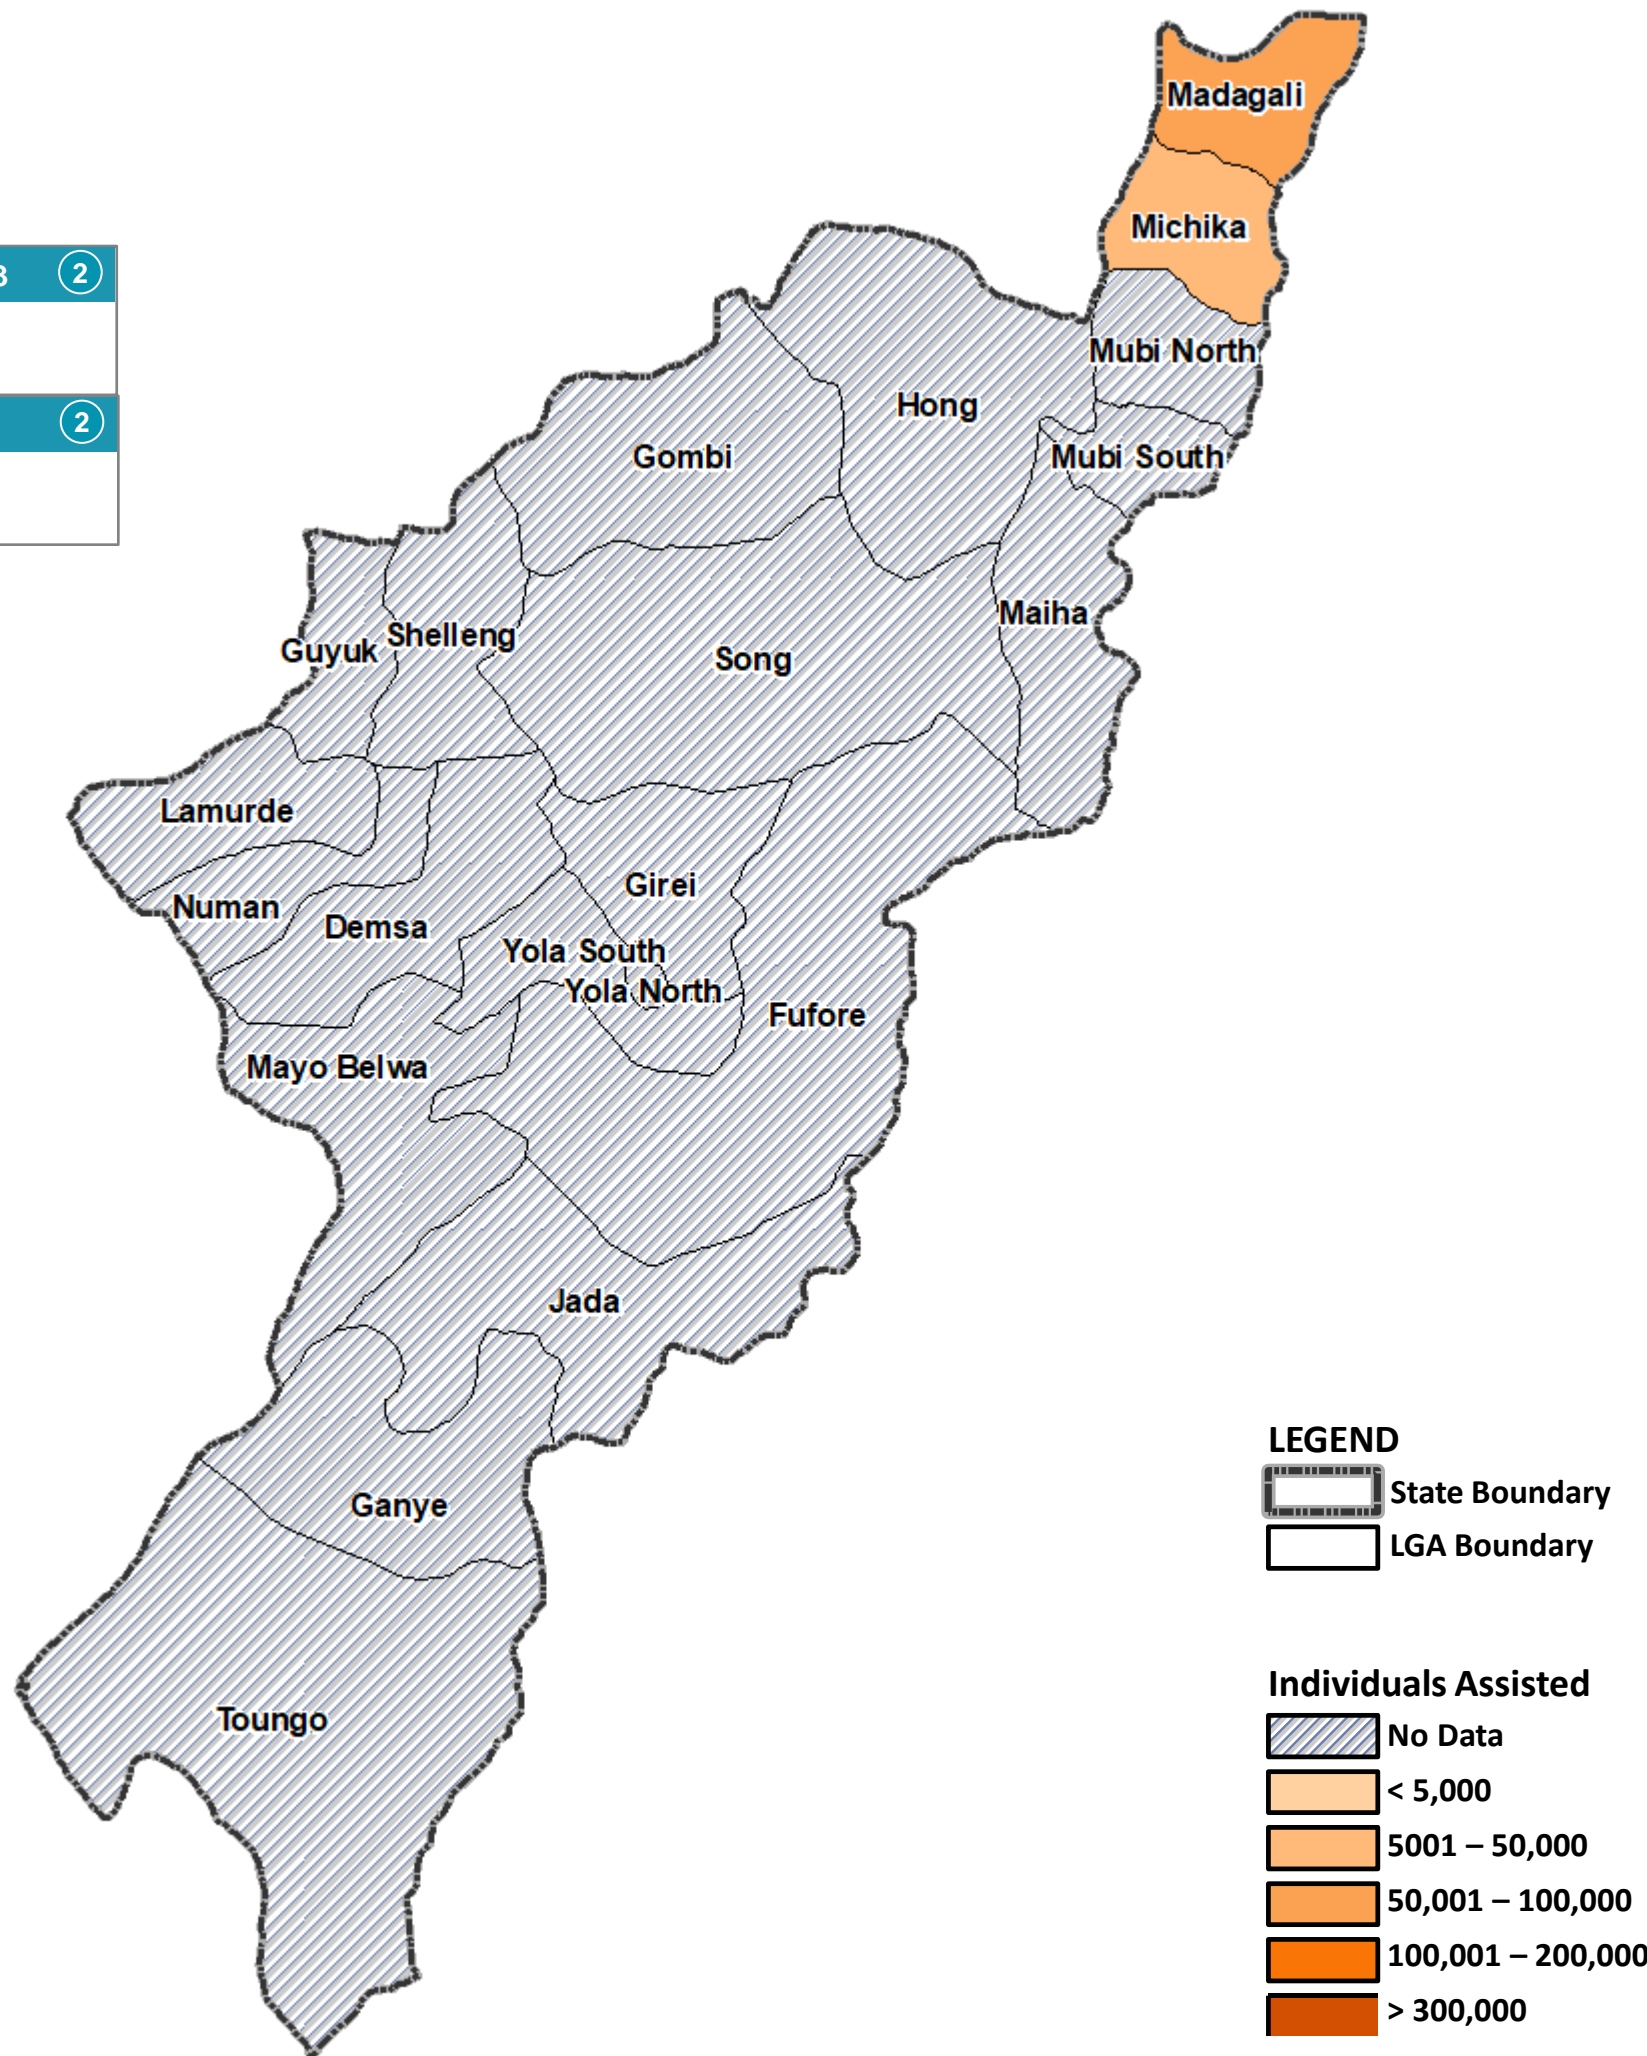 Madagali
Michika
2
Mubi North
Hong
2
Gombi
Mubi South
Maiha
Shelleng
Guyuk
Song
Lamurde
Girei
Numan
Demsa
Yola South
Yola North
Fufore
Mayo Belwa
Jada
LEGEND
State Boundary
Ganye
LGA Boundary
Individuals Assisted
Toungo
No Data
< 5,000
5001 – 50,000
50,001 – 100,000
100,001 – 200,000
> 300,000